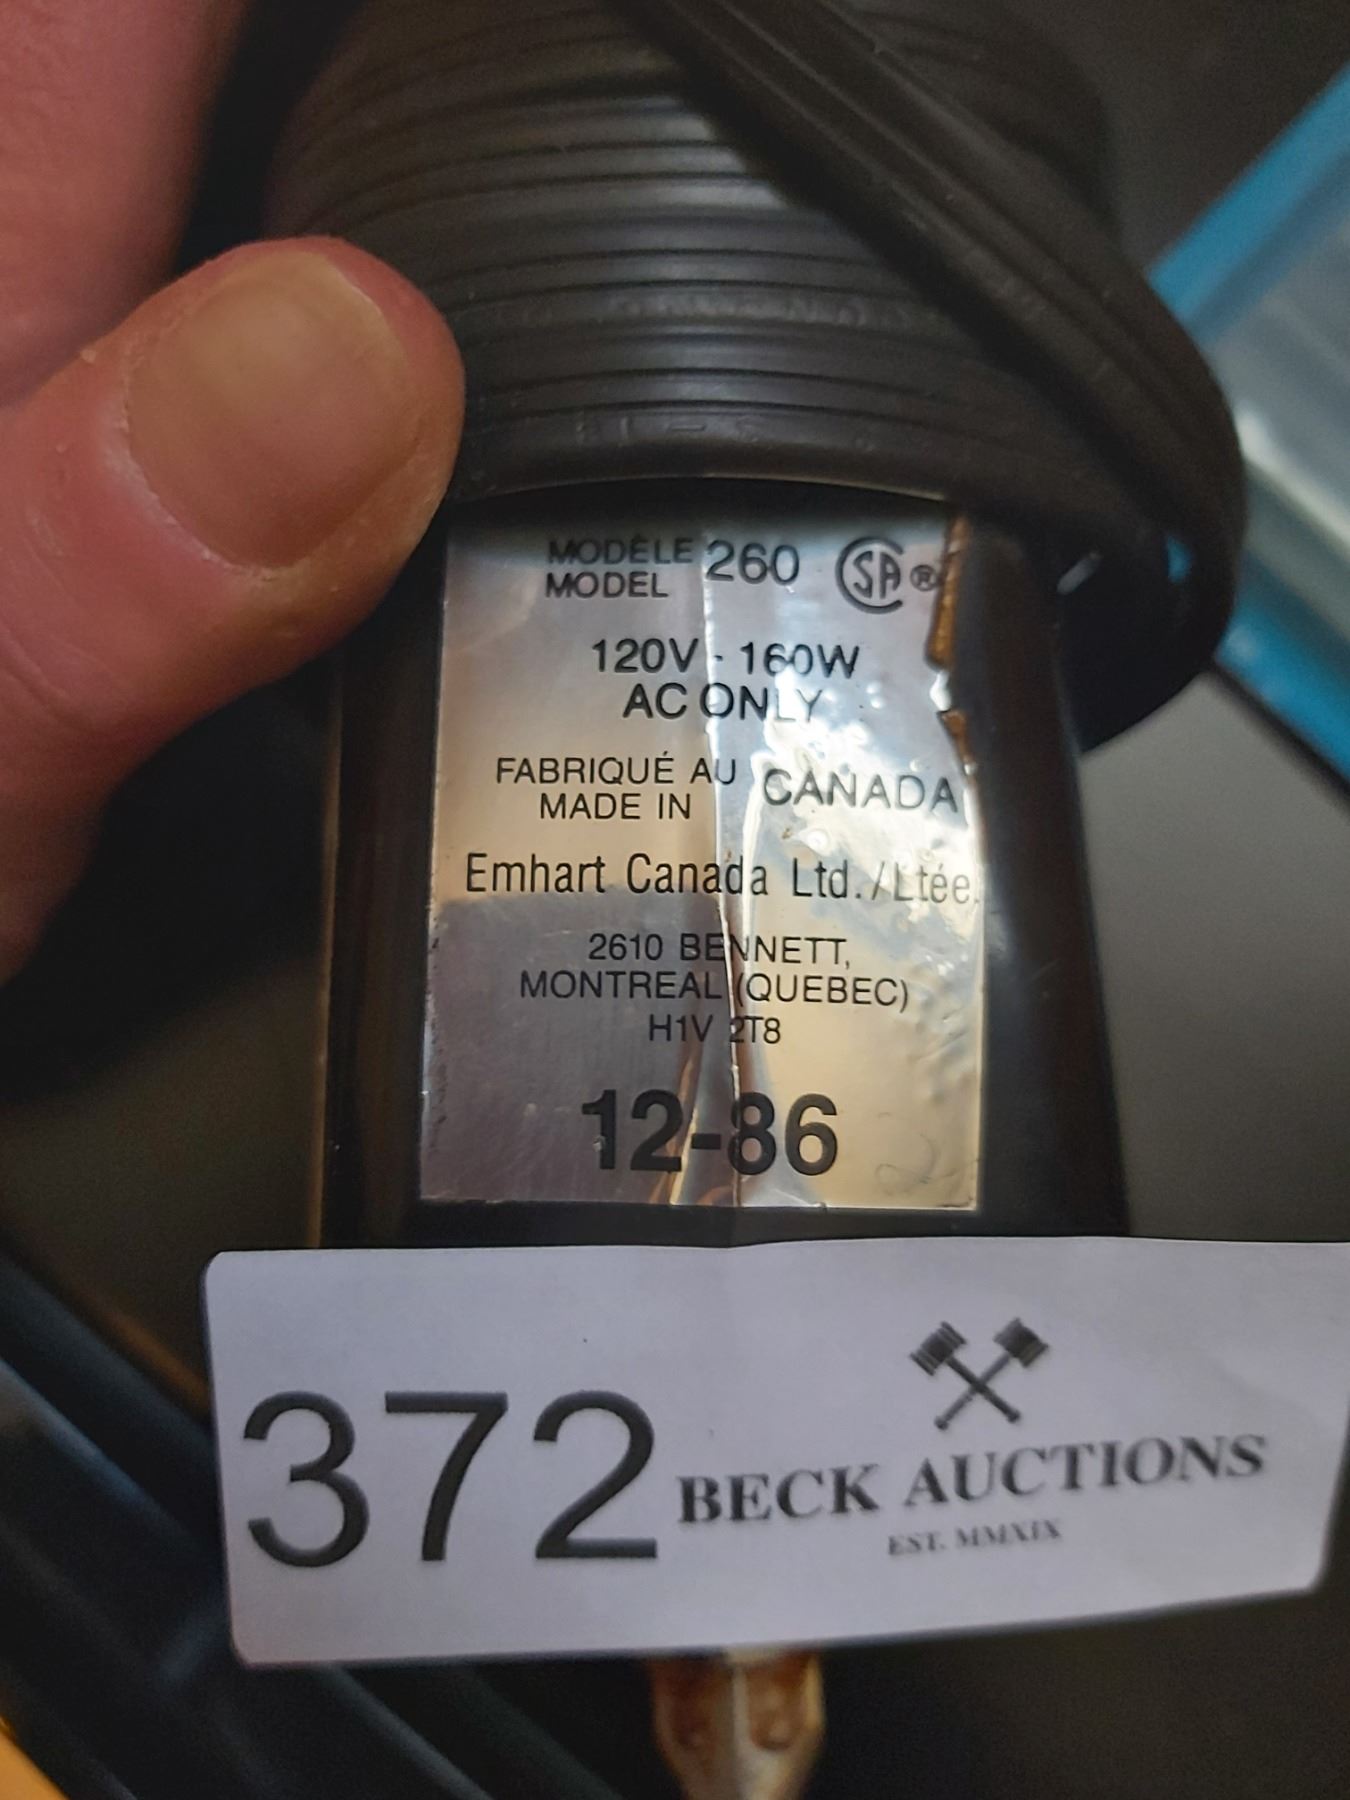 MODÈLE
MODEL 260 CSA ®
120V - 160W
AC ONLY
FABRIQUÉ AU
MADE IN CANADA
Emhart Canada Ltd./Ltée.
2610 BENNETT,
MONTREAL (QUEBEC)
H1V 2T8
12-86
372 BECK AUCTIONS
EST. MMXIX